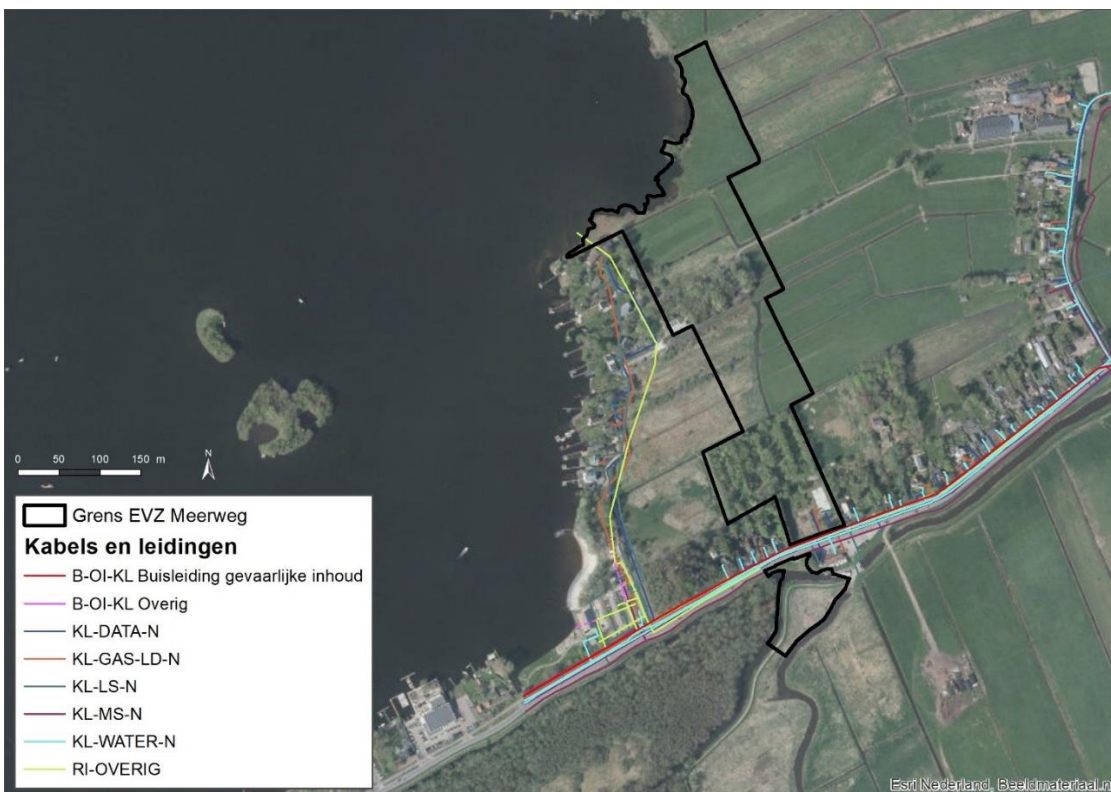 N
0 50 100 150 m
Grens EVZ Meerweg
Kabels en leidingen
B-OI-KL Buisleiding gevaarlijke inhoud
B-OI-KL Overig
KL-DATA-N
KL-GAS-LD-N
KL-LS-N
KL-MS-N
KL-WATER-N
RI-OVERIG
Esri Nederland, Beeldmateriaal.n